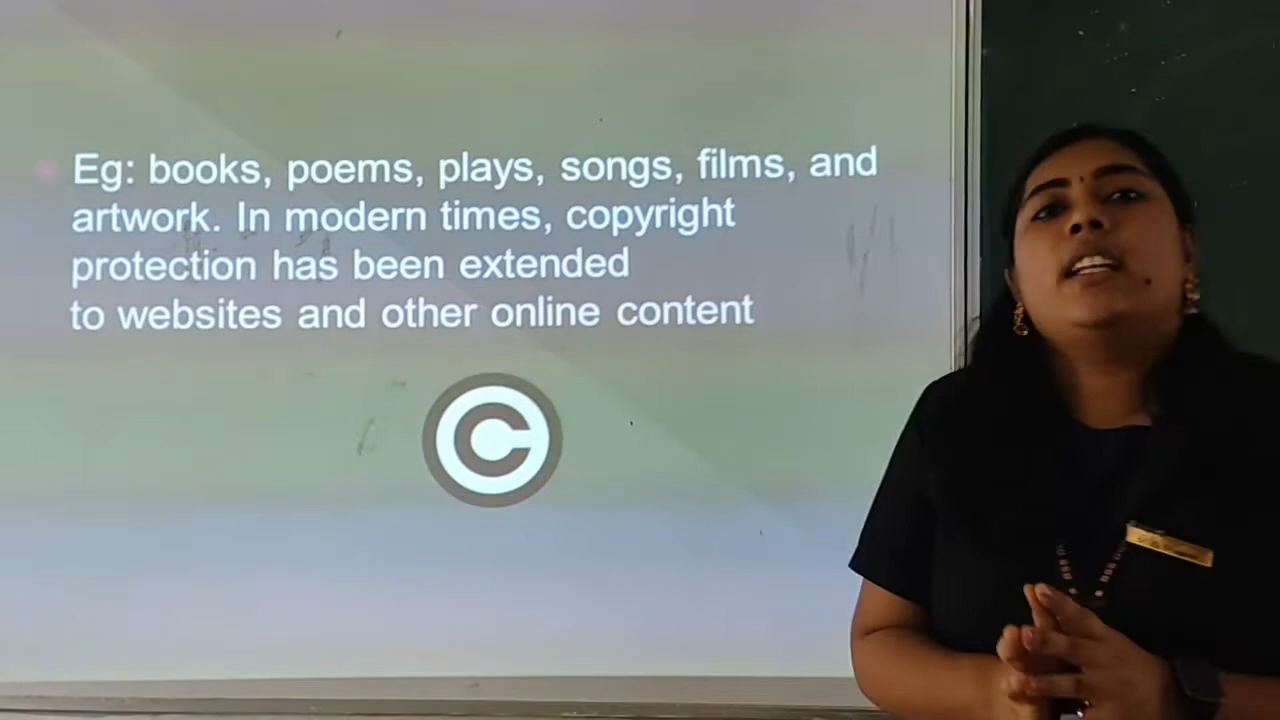 Eg: books, poems, plays, songs, films, and
artwork. In modern times, copyright
protection has been extended
to websites and other online content